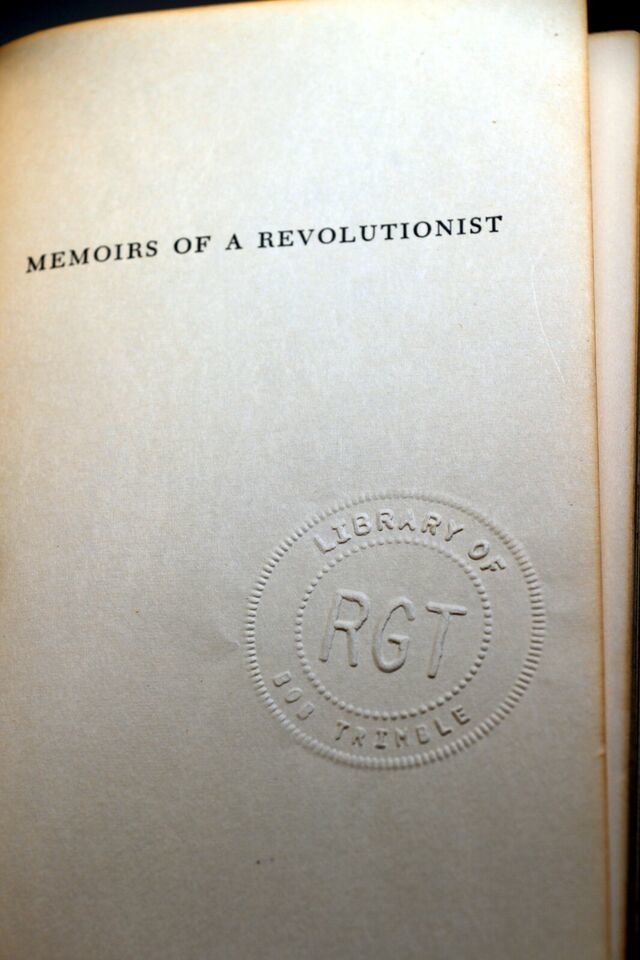 MEMOIRS OF A REVOLUTIONIST
LIBRARY OF
RGT
BOB TRIMBLE